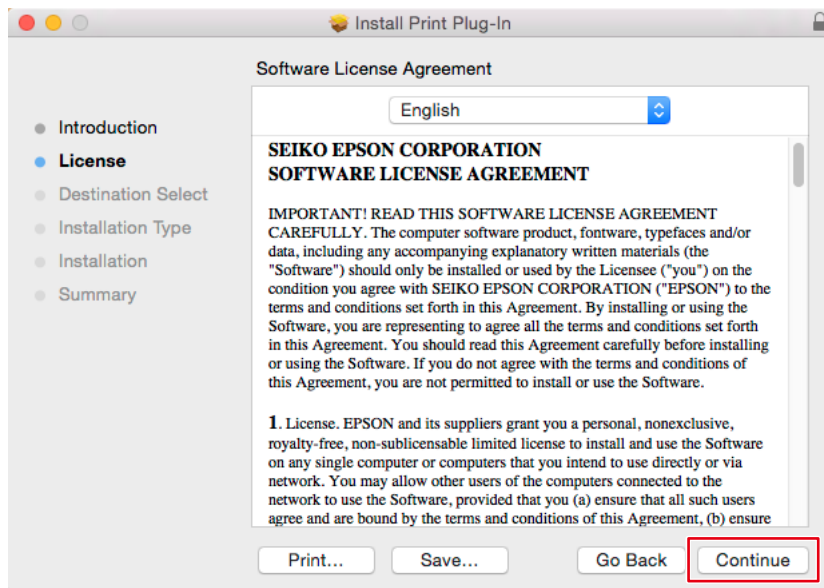 Install Print Plug-In
Software License Agreement
Introduction
License
Destination Select
Installation Type
Installation
Summary
English
SEIKO EPSON CORPORATION
SOFTWARE LICENSE AGREEMENT
IMPORTANT! READ THIS SOFTWARE LICENSE AGREEMENT
CAREFULLY. The computer software product, fontware, typefaces and/or
data, including any accompanying explanatory written materials (the
"Software") should only be installed or used by the Licensee ("you") on the
condition you agree with SEIKO EPSON CORPORATION ("EPSON") to the
terms and conditions set forth in this Agreement. By installing or using the
Software, you are representing to agree all the terms and conditions set forth
in this Agreement. You should read this Agreement carefully before installing
or using the Software. If you do not agree with the terms and conditions of
this Agreement, you are not permitted to install or use the Software.
1. License. EPSON and its suppliers grant you a personal, nonexclusive,
royalty-free, non-sublicensable limited license to install and use the Software
on any single computer or computers that you intend to use directly or via
network. You may allow other users of the computers connected to the
network to use the Software, provided that you (a) ensure that all such users
agree and are bound by the terms and conditions of this Agreement, (b) ensure
Print...
Save...
Go Back
Continue